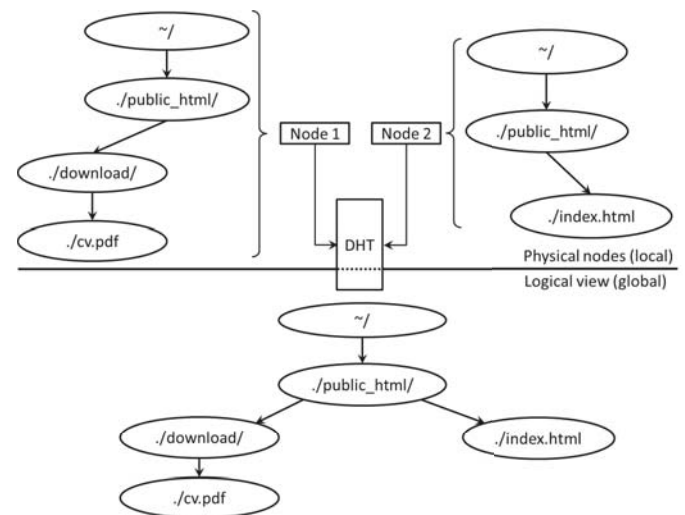 ~/
./public_html/
./download/
./cv.pdf
Node 1
Node 2
DHT
~/
./public_html/
./index.html
Physical nodes (local)
Logical view (global)
~/
./public_html/
./download/
./index.html
./cv.pdf